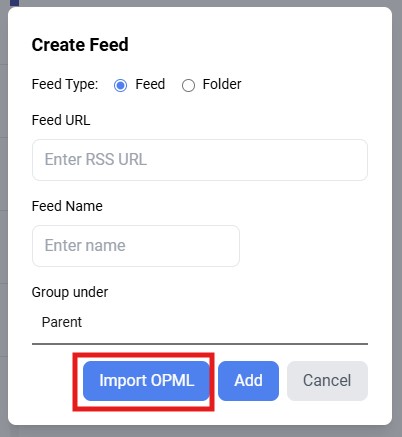 Create Feed
Feed Type: Feed Folder
Feed URL
Enter RSS URL
Feed Name
Enter name
Group under
Parent
Import OPML Add Cancel